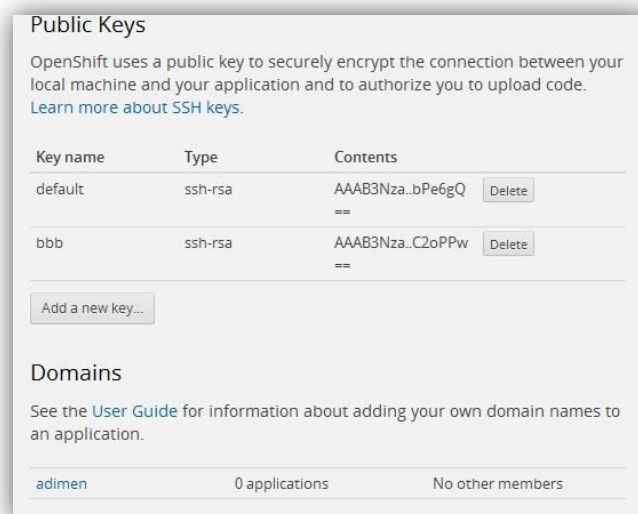 Public Keys
OpenShift uses a public key to securely encrypt the connection between your
local machine and your application and to authorize you to upload code.
Learn more about SSH keys.
Key name Type Contents
default ssh-rsa AAAB3Nza..bPe6gQ Delete
==
bbb ssh-rsa AAAB3Nza..C2oPPw Delete
==
Add a new key...
Domains
See the User Guide for information about adding your own domain names to
an application.
adimen 0 applications No other members